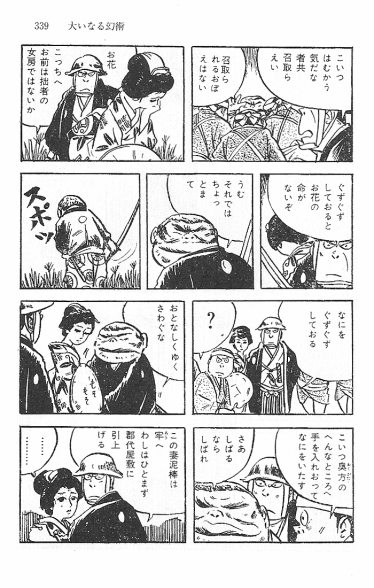 339 大いなる幻術
こいつ
はむかう
気だな
者共
召取ら
えい
召取ら
れるおぼ
えはない
お花
こっちへ
お前は拙者の
女房ではないか
ぐずぐず
しておると
お花の
命が
ないぞ
うむ
それでは
ちょっ
とま
て
スポッ
なにを
ぐずぐず
しておる
?
おとなしくゆく
さわぐな
こいつ奥方の
へんなところへ
手を入れおって
なにをいたす
さあ
しばる
なら
しばれ
この妻泥棒は
牢へ
わしはひとまず
郡代屋敷に
引上
げる
…………
…………